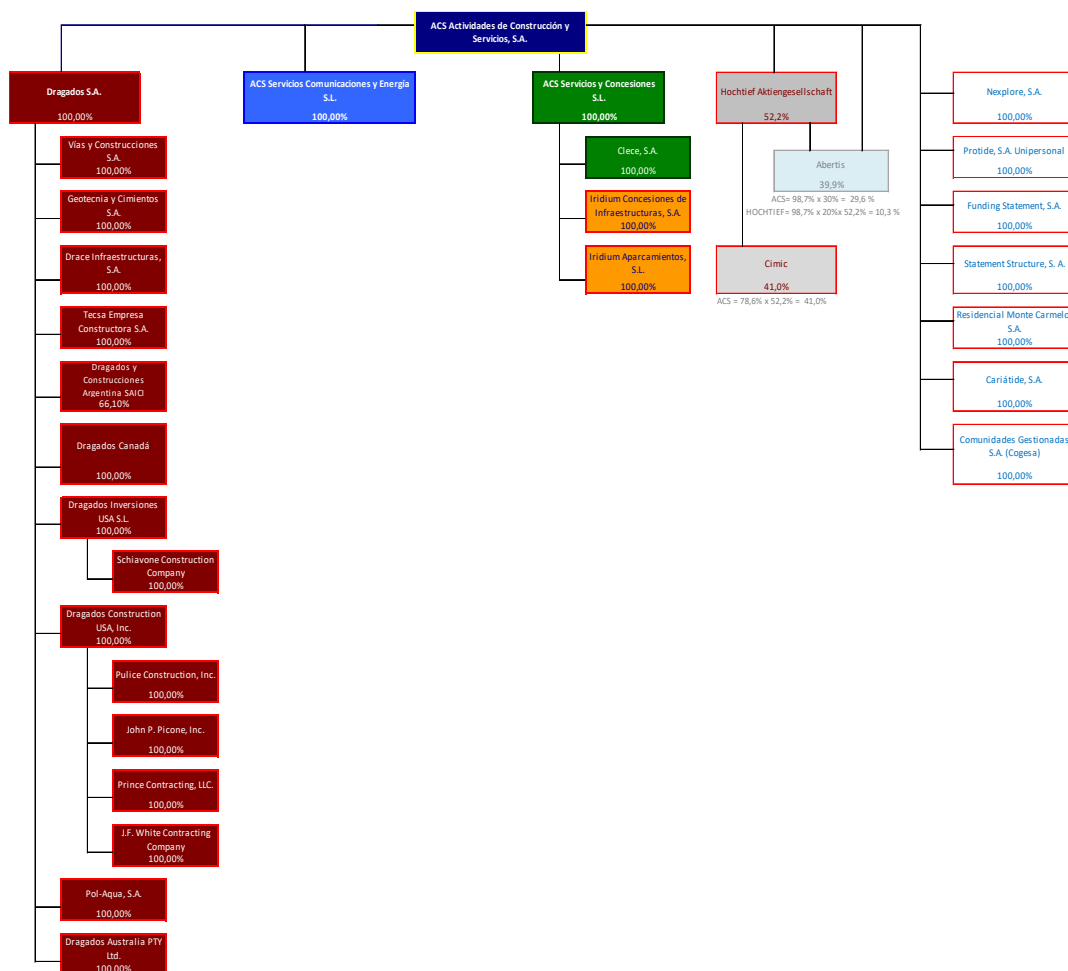 ACS Actividades de Construcción y
Servicios, S.A.
Dragados S.A.
100,00%
ACS Servicios Comunicaciones y Energía
S.L.
100,00%
ACS Servicios y Concesiones
S.L.
100,00%
Hochtief Aktiengesellschaft
52,2%
Nexplore, S.A.
100,00%
Vías y Construcciones
S.A.
100,00%
Clece, S.A.
100,00%
Abertis
39,9%
ACS= 98,7% x 30% = 29,6 %
HOCHTIEF= 98,7% x 20%x 52,2% = 10,3 %
Protide, S.A. Unipersonal
100,00%
Geotecnia y Cimientos
S.A.
100,00%
Iridium Concesiones de
Infraestructuras, S.A.
100,00%
Funding Statement, S.A.
100,00%
Drace Infraestructuras,
S.A.
100,00%
Iridium Aparcamientos,
S.L.
100,00%
Cimic
41,0%
ACS = 78,6% x 52,2% = 41,0%
Statement Structure, S. A.
100,00%
Tecsa Empresa
Constructora S.A.
100,00%
Residencial Monte Carmelo
S.A.
100,00%
Dragados y
Construcciones
Argentina SAICI
66,10%
Cariátide, S.A.
100,00%
Dragados Canadá
100,00%
Comunidades Gestionadas
S.A. (Cogesa)
100,00%
Dragados Inversiones
USA S.L.
100,00%
Schiavone Construction
Company
100,00%
Dragados Construction
USA, Inc.
100,00%
Pulice Construction, Inc.
100,00%
John P. Picone, Inc.
100,00%
Prince Contracting, LLC.
100,00%
J.F. White Contracting
Company
100,00%
Pol-Aqua, S.A.
100,00%
Dragados Australia PTY
Ltd.
100,00%